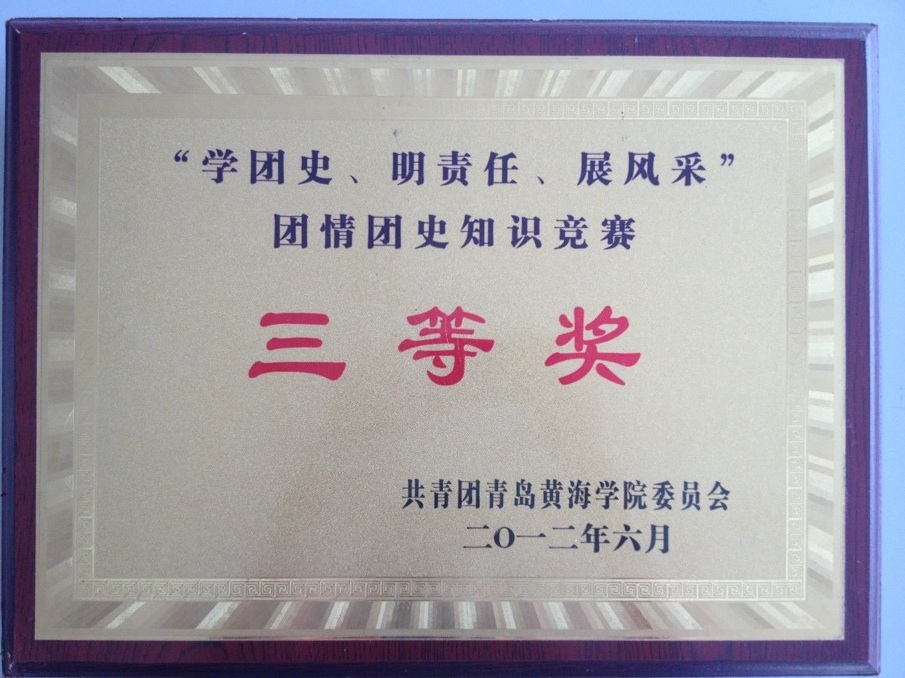 “学团史、明责任、展风采”
团情团史知识竞赛
三等奖
共青团青岛黄海学院委员会
二〇一二年六月